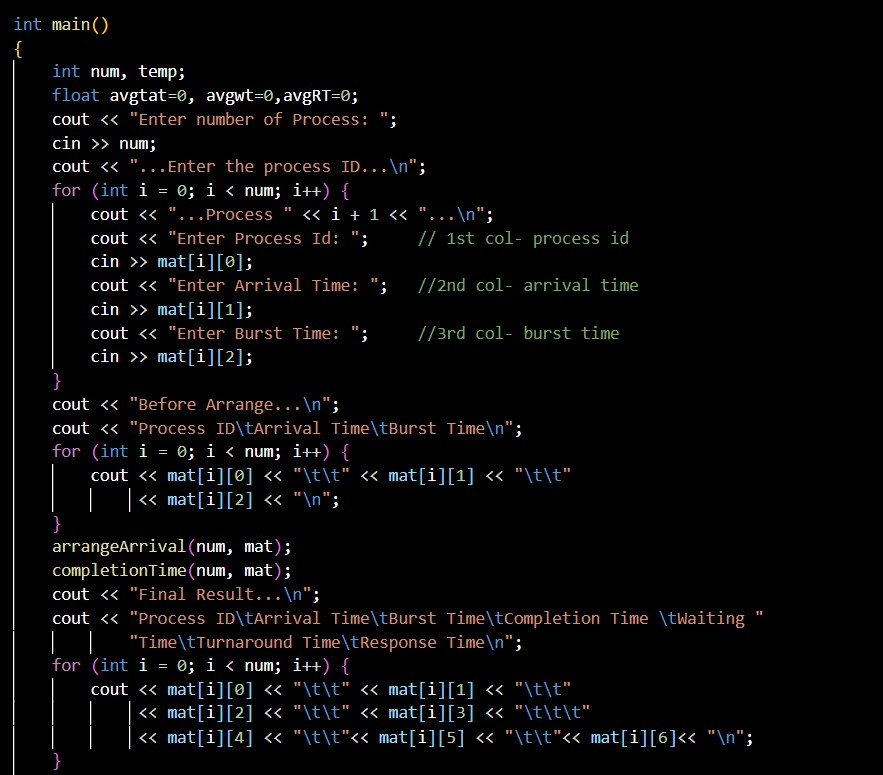 int main()
{
    int num, temp;
    float avgtat=0, avgwt=0,avgRT=0;
    cout << "Enter number of Process: ";
    cin >> num;
    cout << "...Enter the process ID...\n";
    for (int i = 0; i < num; i++) {
        cout << "...Process " << i + 1 << "...\n";
        cout << "Enter Process Id: ";     // 1st col- process id
        cin >> mat[i][0];
        cout << "Enter Arrival Time: ";   //2nd col- arrival time
        cin >> mat[i][1];
        cout << "Enter Burst Time: ";     //3rd col- burst time
        cin >> mat[i][2];
    }
    cout << "Before Arrange...\n";
    cout << "Process ID\tArrival Time\tBurst Time\n";
    for (int i = 0; i < num; i++) {
        cout << mat[i][0] << "\t\t" << mat[i][1] << "\t\t"
             << mat[i][2] << "\n";
    }
    arrangeArrival(num, mat);
    completionTime(num, mat);
    cout << "Final Result...\n";
    cout << "Process ID\tArrival Time\tBurst Time\tCompletion Time \tWaiting "
            "Time\tTurnaround Time\tResponse Time\n";
    for (int i = 0; i < num; i++) {
        cout << mat[i][0] << "\t\t" << mat[i][1] << "\t\t"
             << mat[i][2] << "\t\t" << mat[i][3] << "\t\t\t"
             << mat[i][4] << "\t\t"<< mat[i][5] << "\t\t"<< mat[i][6]<< "\n";
    }